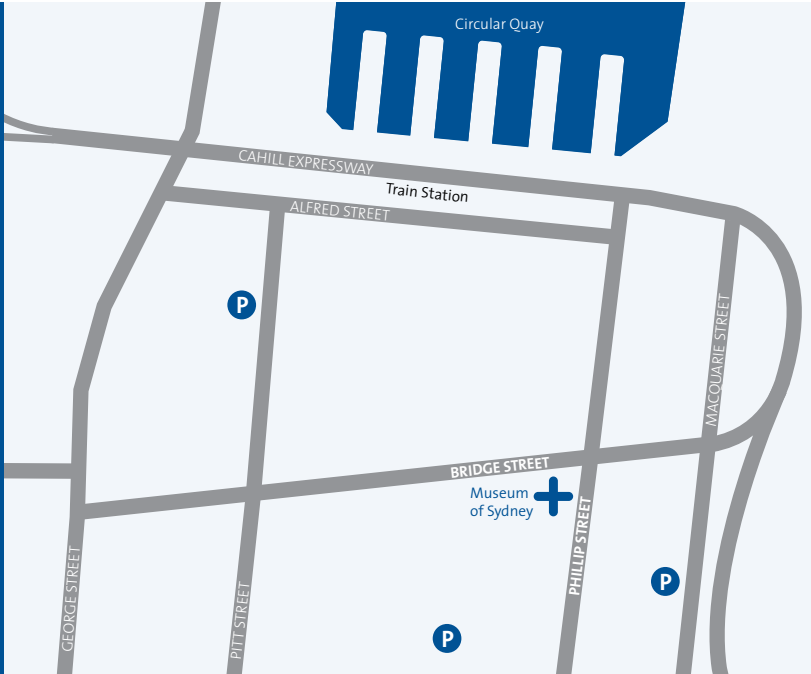 Circular Quay
CAHILL EXPRESSWAY
Train Station
ALFRED STREET
P
MACQUARIE STREET
BRIDGE STREET
Museum
of Sydney
PHILLIP STREET
GEORGE STREET
PITT STREET
P
P